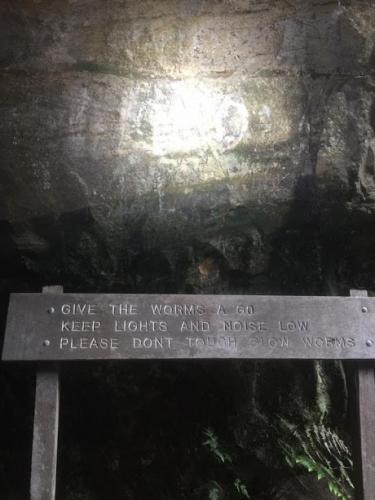 GIVE THE WORMS A GO
KEEP LIGHTS AND NOISE LOW
PLEASE DONT TOUCH GLOW WORMS